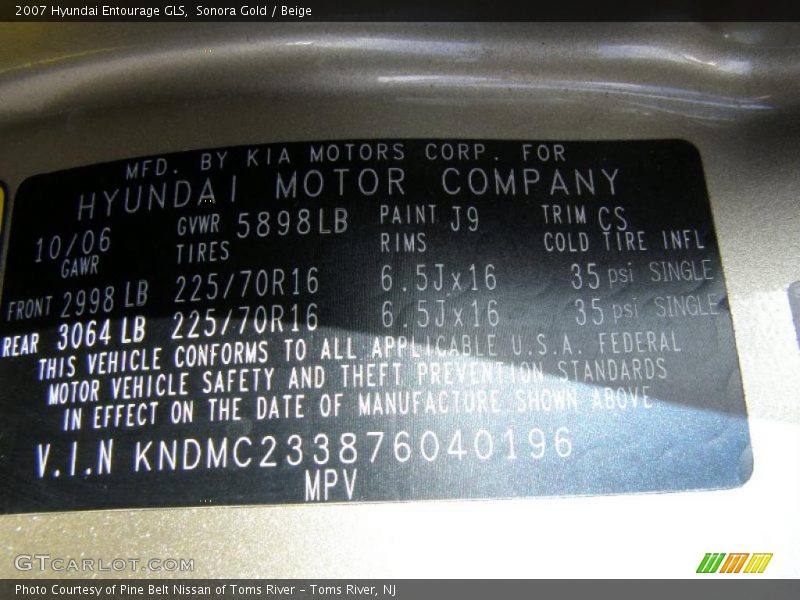 2007 Hyundai Entourage GLS, Sonora Gold / Beige
MFD. BY KIA MOTORS CORP. FOR
HYUNDAI MOTOR COMPANY
10/06 GVWR 5898LB PAINT J9 TRIM CS
GAWR TIRES RIMS COLD TIRE INFL
FRONT 2998 LB 225/70R16 6.5Jx16 35 psi SINGLE
REAR 3064 LB 225/70R16 6.5Jx16 35 psi SINGLE
THIS VEHICLE CONFORMS TO ALL APPLICABLE U.S.A. FEDERAL
MOTOR VEHICLE SAFETY AND THEFT PREVENTION STANDARDS
IN EFFECT ON THE DATE OF MANUFACTURE SHOWN ABOVE
V.I.N KNDMC233876040196
MPV
GTCARLOT.COM
Photo Courtesy of Pine Belt Nissan of Toms River – Toms River, NJ